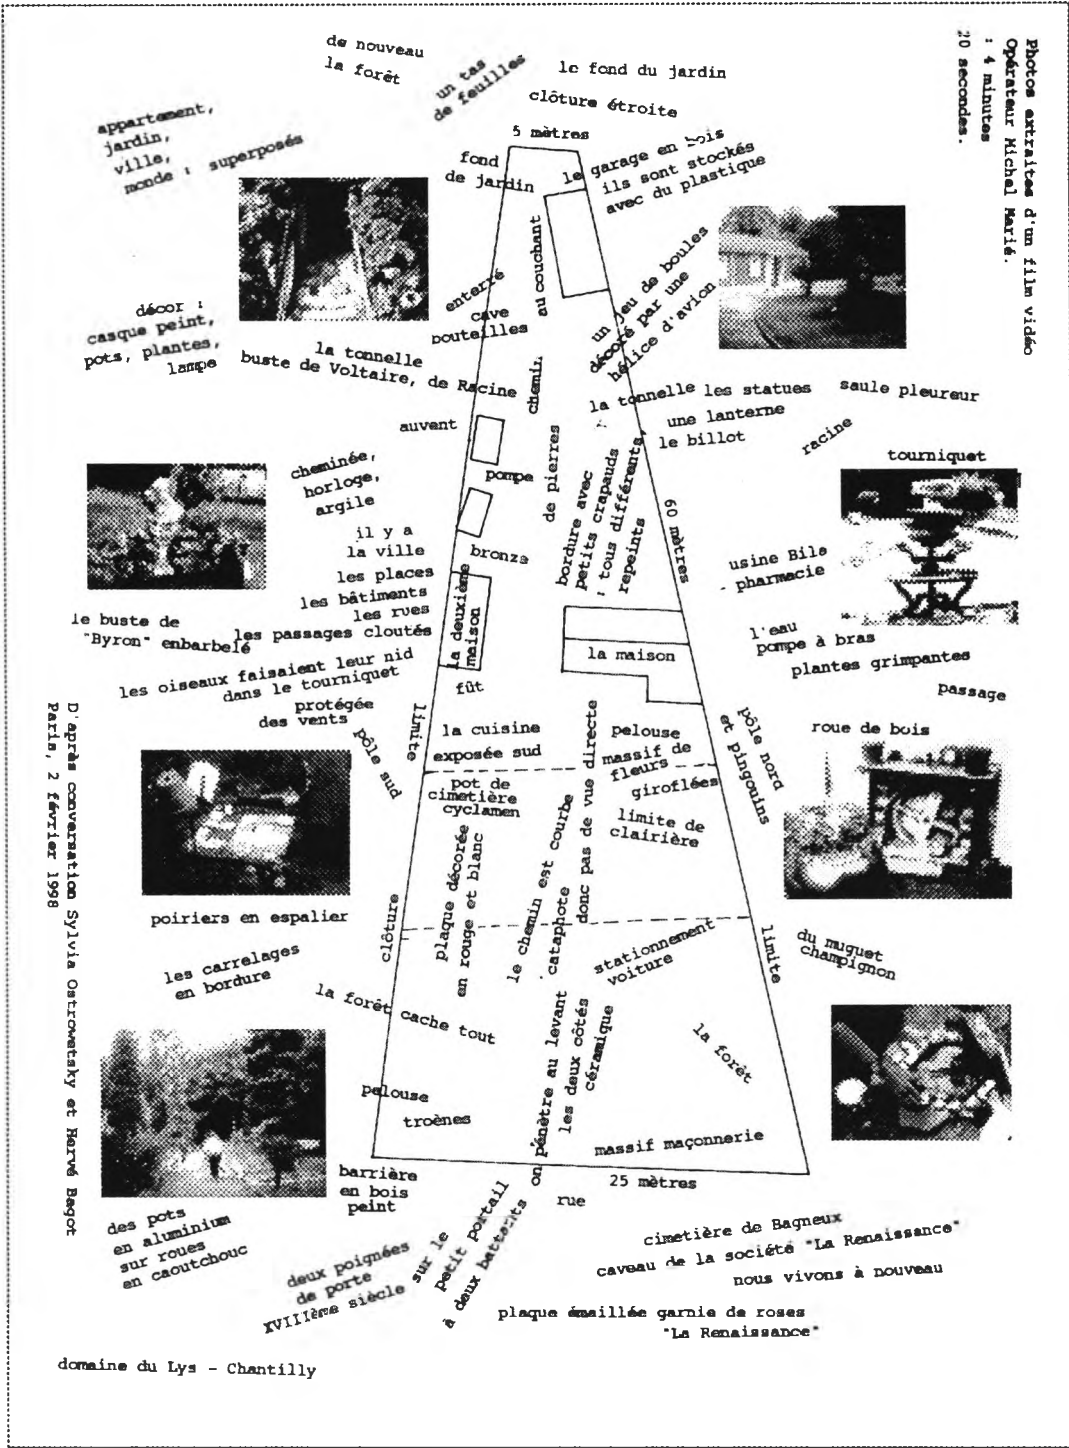 de nouveau
la forêt
un tas
de feuilles
le fond du jardin
clôture étroite
Photos extraites d'un film vidéo
Opérateur Michel Marié.
: 4 minutes
20 secondes.
appartement,
jardin,
ville,
monde : superposés
5 mètres
fond
de jardin
le garage en bois
ils sont stockés
avec du plastique
au couchant
enterré
cave
bouteilles
un jeu de boules
décoré par une
hélice d'avion
décor :
casque peint,
pots, plantes,
lampe
la tonnelle
buste de Voltaire, de Racine
chemin
la tonnelle les statues
une lanterne
le billot
saule pleureur
racine
auvent
pompe
de pierres
cheminée,
horloge,
argile
bordure avec
petits crapauds
: tous différents,
repeints
60 mètres
tourniquet
il y a
la ville
les places
les bâtiments
les rues
les passages cloutés
bronze
la deuxième
maison
usine Bila
pharmacie
le buste de
"Byron" enbarbelé
la maison
l'eau
pompe à bras
plantes grimpantes
passage
les oiseaux faisaient leur nid
dans le tourniquet
protégée
des vents
fût
limite
pôle sud
la cuisine
exposée sud
pelouse
massif de
fleurs
giroflées
pôle nord
et pingouins
roue de bois
pot de
cimetière
cyclamen
limite de
clairière
plaque décorée
en rouge et blanc
le chemin est courbe
donc pas de vue directe
cataphote
D'après conversation Sylvia Ostrowetsky et Hervé Bagot
Paris, 2 février 1998
poiriers en espalier
clôture
stationnement
voiture
limite
du muguet
champignon
les carrelages
en bordure
la forêt cache tout
la forêt
on pénètre au levant
les deux côtés
céramique
pelouse
troènes
massif maçonnerie
25 mètres
rue
barrière
en bois
peint
des pots
en aluminium
sur roues
en caoutchouc
deux poignées
de porte
XVIIIème siècle
sur le
petit portail
à deux battants
cimetière de Bagneux
caveau de la société "La Renaissance"
nous vivons à nouveau
plaque émaillée garnie de roses
"La Renaissance"
domaine du Lys - Chantilly